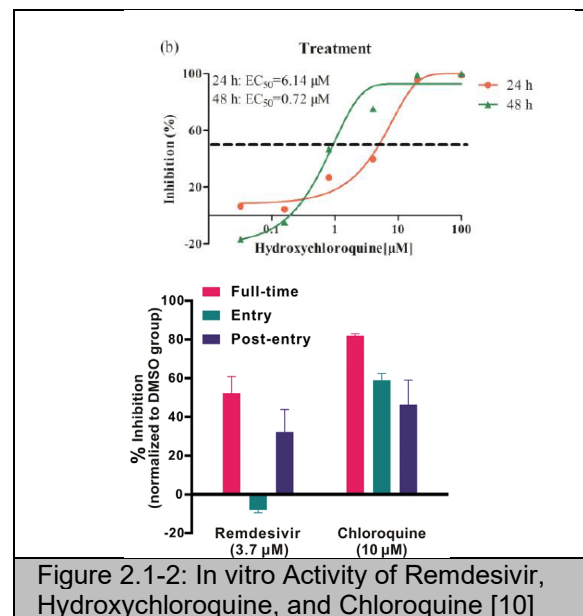 (b)
Treatment
24 h: EC50=6.14 μM
48 h: EC50=0.72 μM
24 h
48 h
Inhibition (%)
100
60
20
-20
0.1
1
10
100
Hydroxychloroquine[μM]
Full-time
Entry
Post-entry
% Inhibition
(normalized to DMSO group)
100
80
60
40
20
0
-20
Remdesivir
(3.7 μM)
Chloroquine
(10 μM)
Figure 2.1-2: In vitro Activity of Remdesivir,
Hydroxychloroquine, and Chloroquine [10]